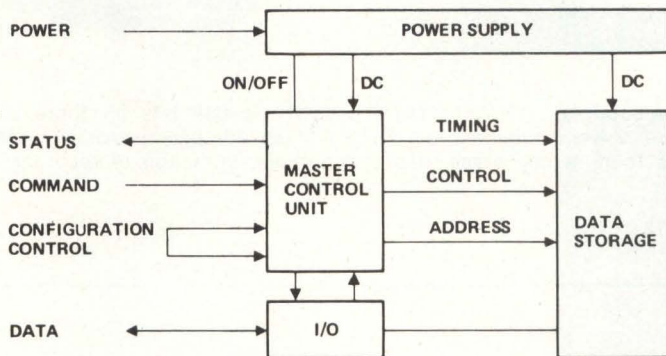 POWER
POWER SUPPLY
ON/OFF
DC
DC
STATUS
COMMAND
CONFIGURATION
CONTROL
DATA
MASTER
CONTROL
UNIT
TIMING
CONTROL
ADDRESS
DATA
STORAGE
I/O